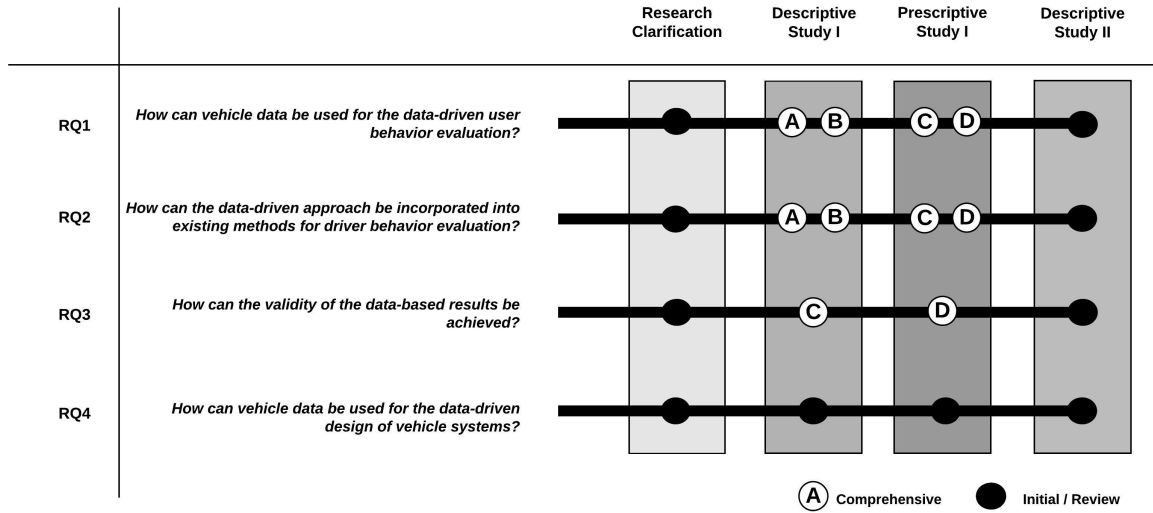 Research
Clarification
Descriptive
Study I
Prescriptive
Study I
Descriptive
Study II
RQ1
How can vehicle data be used for the data-driven user
behavior evaluation?
A B C D
RQ2
How can the data-driven approach be incorporated into
existing methods for driver behavior evaluation?
A B C D
RQ3
How can the validity of the data-based results be
achieved?
C D
RQ4
How can vehicle data be used for the data-driven
design of vehicle systems?
A Comprehensive
Initial / Review